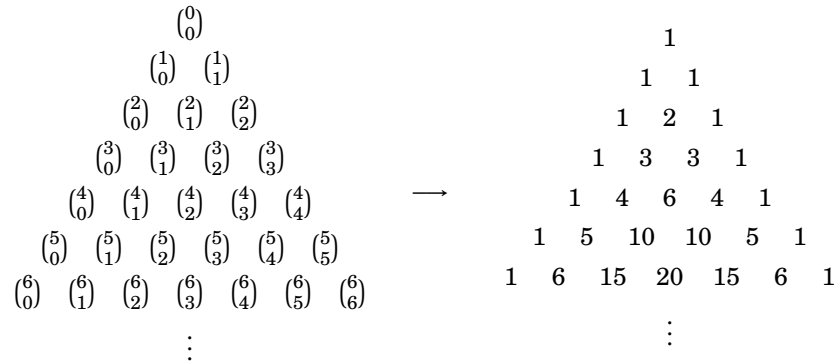 (0 0) 1
(1 0) (1 1) 1 1
(2 0) (2 1) (2 2) 1 2 1
(3 0) (3 1) (3 2) (3 3) 1 3 3 1
(4 0) (4 1) (4 2) (4 3) (4 4) → 1 4 6 4 1
(5 0) (5 1) (5 2) (5 3) (5 4) (5 5) 1 5 10 10 5 1
(6 0) (6 1) (6 2) (6 3) (6 4) (6 5) (6 6) 1 6 15 20 15 6 1
⋮ ⋮